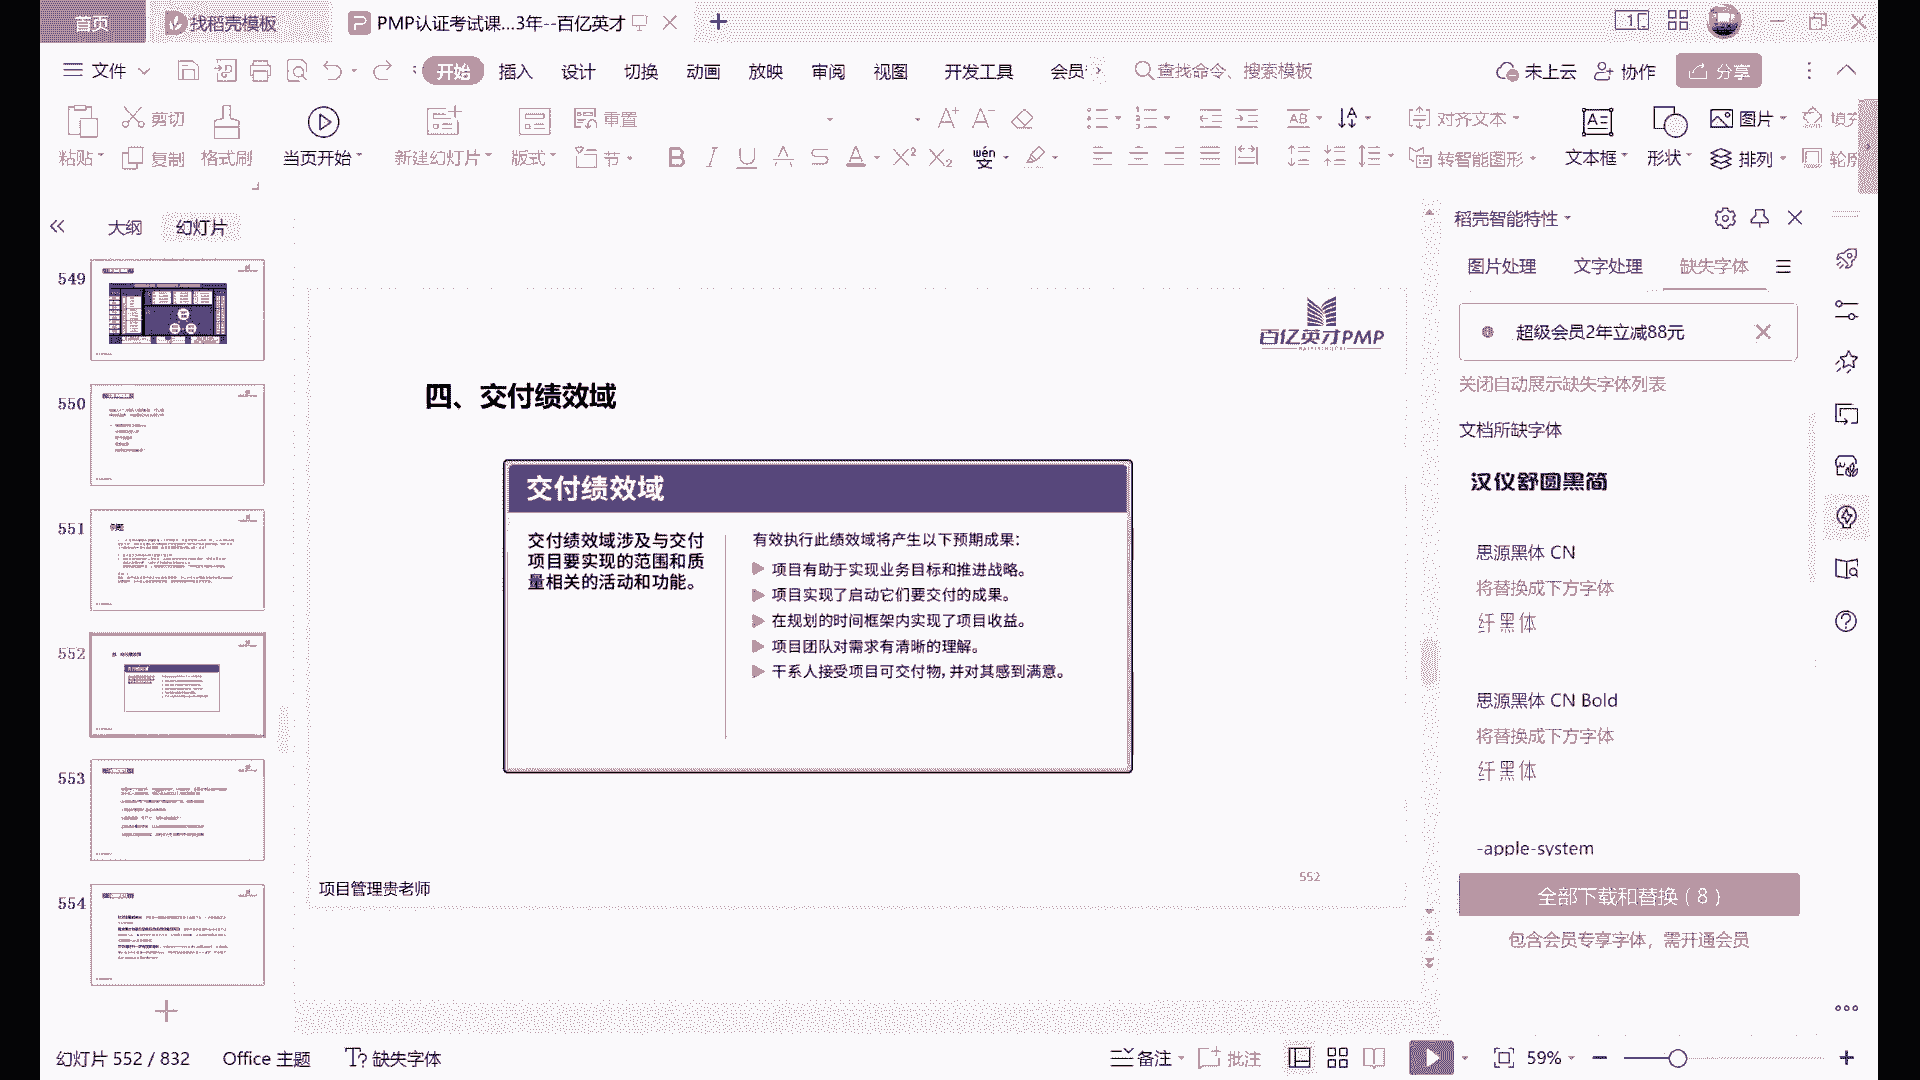 首页
找稻壳模板
PMP认证考试课...3年--百亿英才
文件
开始
插入
设计
切换
动画
放映
审阅
视图
开发工具
会员
查找命令、搜索模板
未上云
协作
分享
粘贴
剪切
复制
格式刷
当页开始
新建幻灯片
版式
重置
节
对齐文本
转智能图形
文本框
形状
图片
排列
填充
轮廓
大纲
幻灯片
549
550
551
例题
552
553
554
百亿英才PMP
四、交付绩效域
交付绩效域
交付绩效域涉及与交付
项目要实现的范围和质
量相关的活动和功能。
有效执行此绩效域将产生以下预期成果：
项目有助于实现业务目标和推进战略。
项目实现了启动它们要交付的成果。
在规划的时间框架内实现了项目收益。
项目团队对需求有清晰的理解。
干系人接受项目可交付物，并对其感到满意。
项目管理贵老师
552
稻壳智能特性
图片处理
文字处理
缺失字体
超级会员2年立减88元
关闭自动展示缺失字体列表
文档所缺字体
汉仪舒圆黑简
思源黑体 CN
将替换成下方字体
纤黑体
思源黑体 CN Bold
将替换成下方字体
纤黑体
-apple-system
全部下载和替换（8）
包含会员专享字体，需开通会员
幻灯片 552 / 832
Office 主题
缺失字体
备注
批注
59%